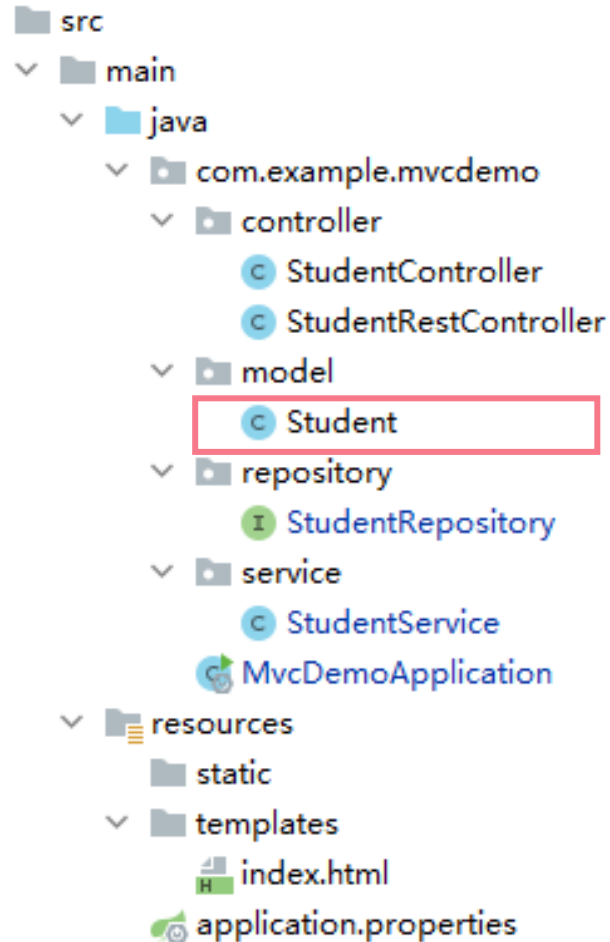 src
main
java
com.example.mvcdemo
controller
C StudentController
C StudentRestController
model
C Student
repository
I StudentRepository
service
C StudentService
C MvcDemoApplication
resources
static
templates
H index.html
application.properties